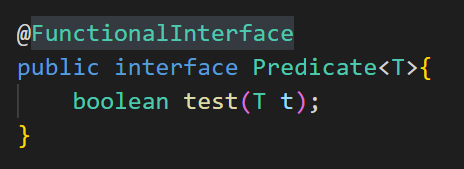 @FunctionalInterface
public interface Predicate<T>{
    boolean test(T t);
}